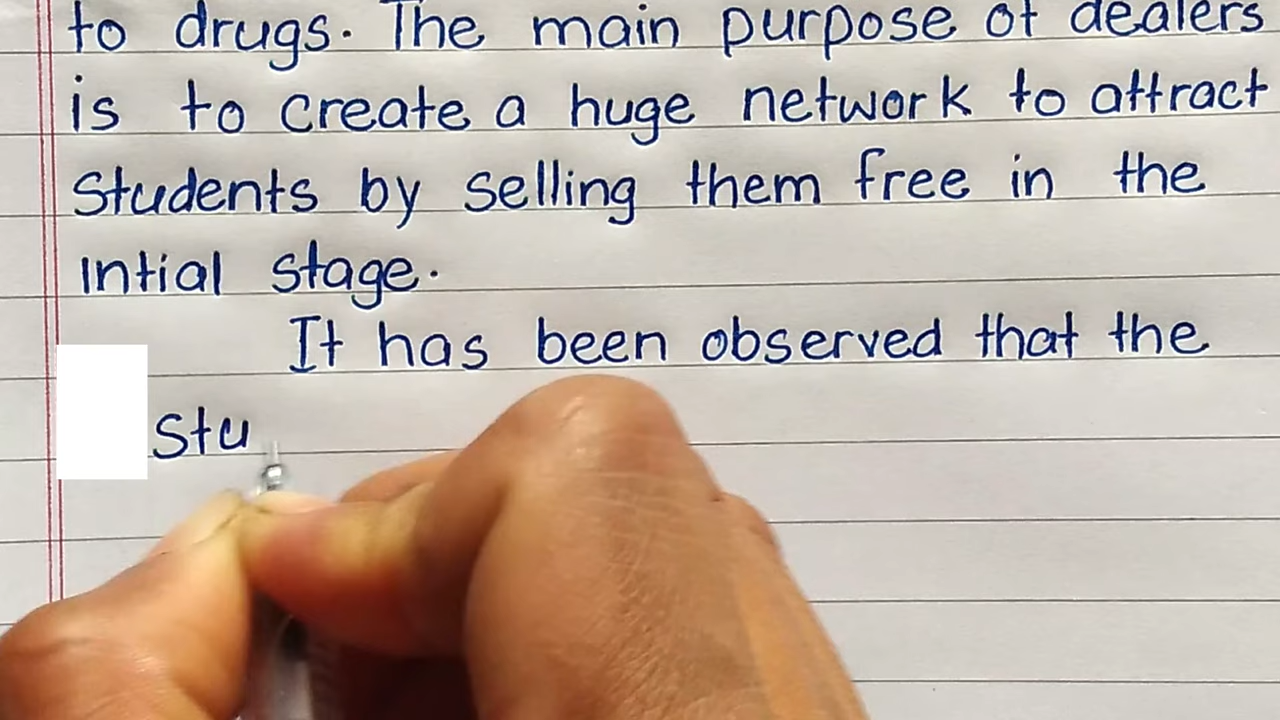 to drugs. The main purpose of dealers
is to create a huge network to attract
Students by selling them free in the
Intial stage.
It has been observed that the
stu